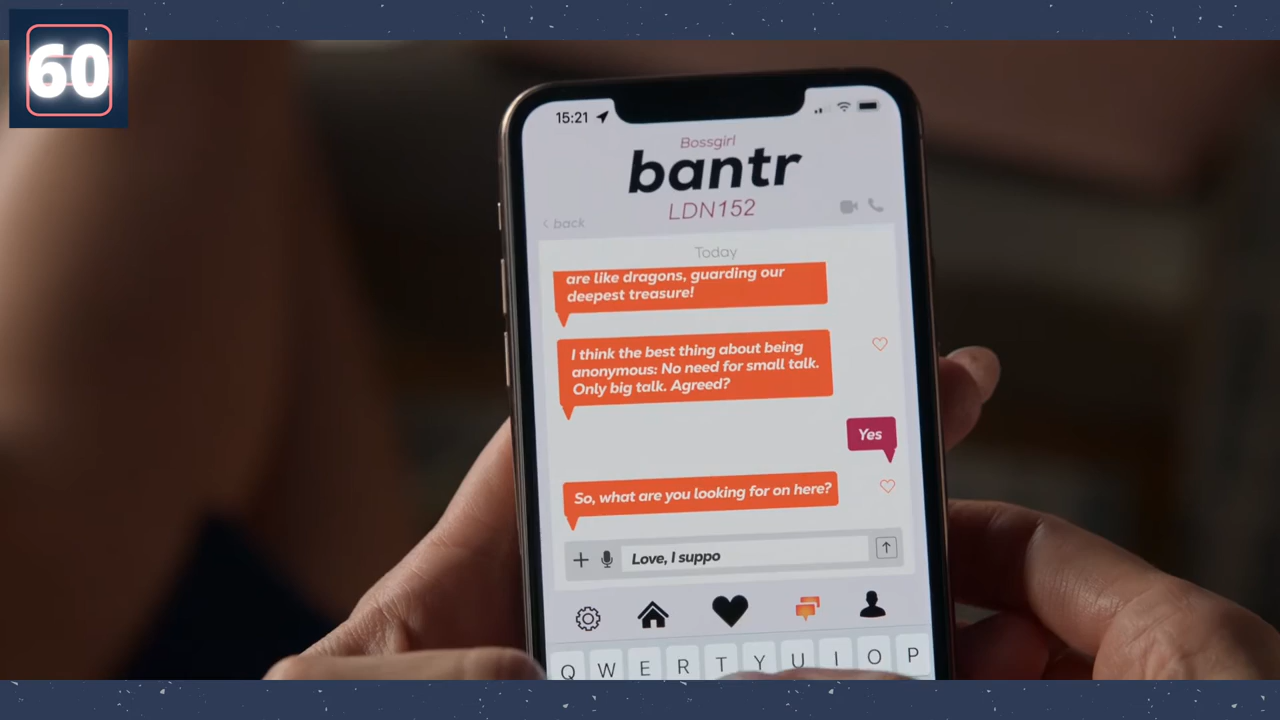 60
15:21
Bossgirl
bantr
LDN152
< back
Today
are like dragons, guarding our
deepest treasure!
I think the best thing about being
anonymous: No need for small talk.
Only big talk. Agreed?
Yes
So, what are you looking for on here?
Love, I suppo
Q W E R T Y U I O P